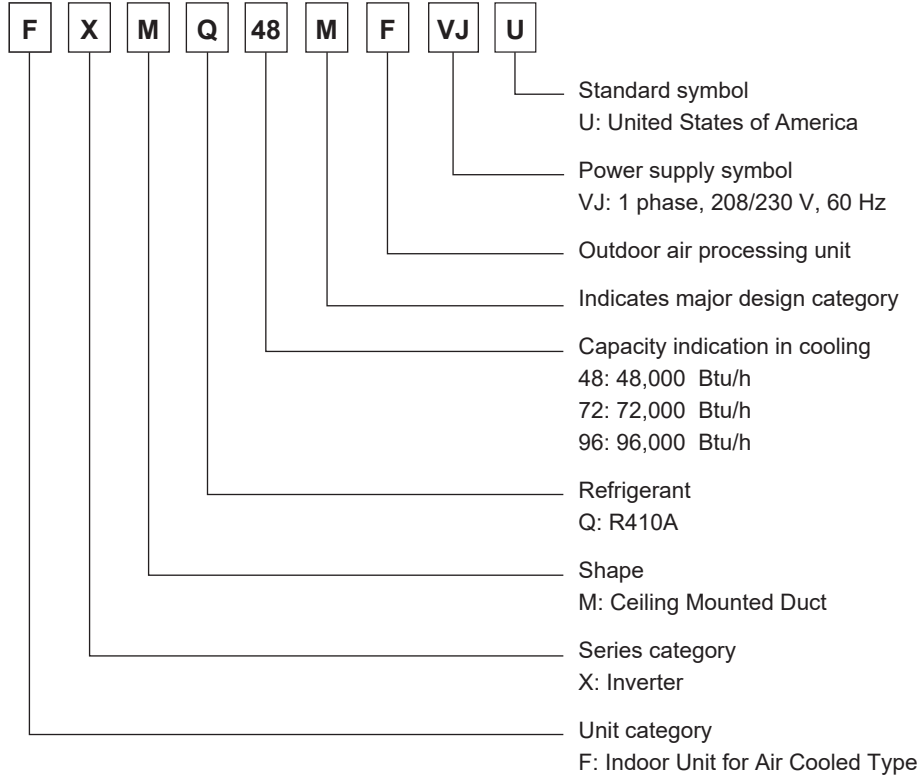 F X M Q 48 M F VJ U
Standard symbol
U: United States of America
Power supply symbol
VJ: 1 phase, 208/230 V, 60 Hz
Outdoor air processing unit
Indicates major design category
Capacity indication in cooling
48: 48,000 Btu/h
72: 72,000 Btu/h
96: 96,000 Btu/h
Refrigerant
Q: R410A
Shape
M: Ceiling Mounted Duct
Series category
X: Inverter
Unit category
F: Indoor Unit for Air Cooled Type